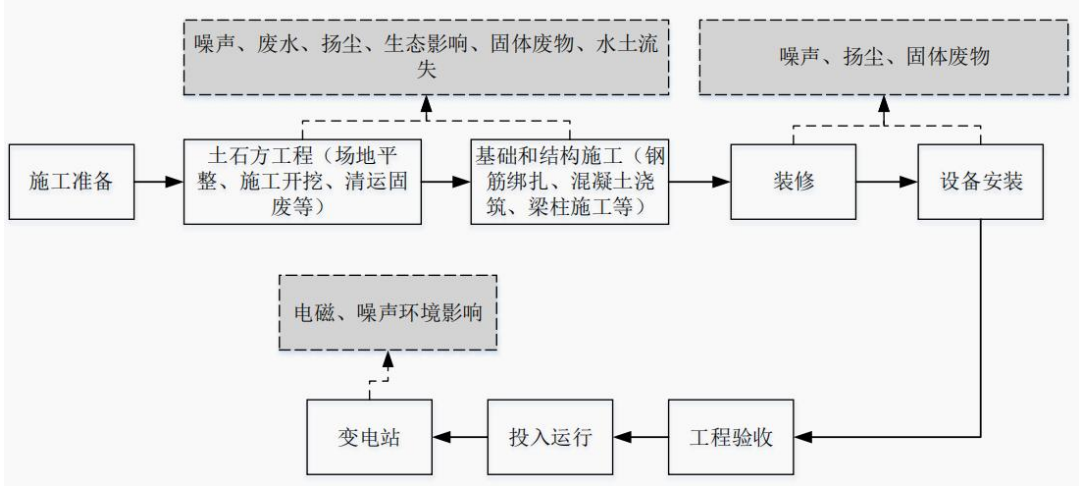 噪声、废水、扬尘、生态影响、固体废物、水土流
失
噪声、扬尘、固体废物
施工准备
土石方工程（场地平
整、施工开挖、清运固
废等）
基础和结构施工（钢
筋绑扎、混凝土浇
筑、梁柱施工等）
装修
设备安装
电磁、噪声环境影响
变电站
投入运行
工程验收